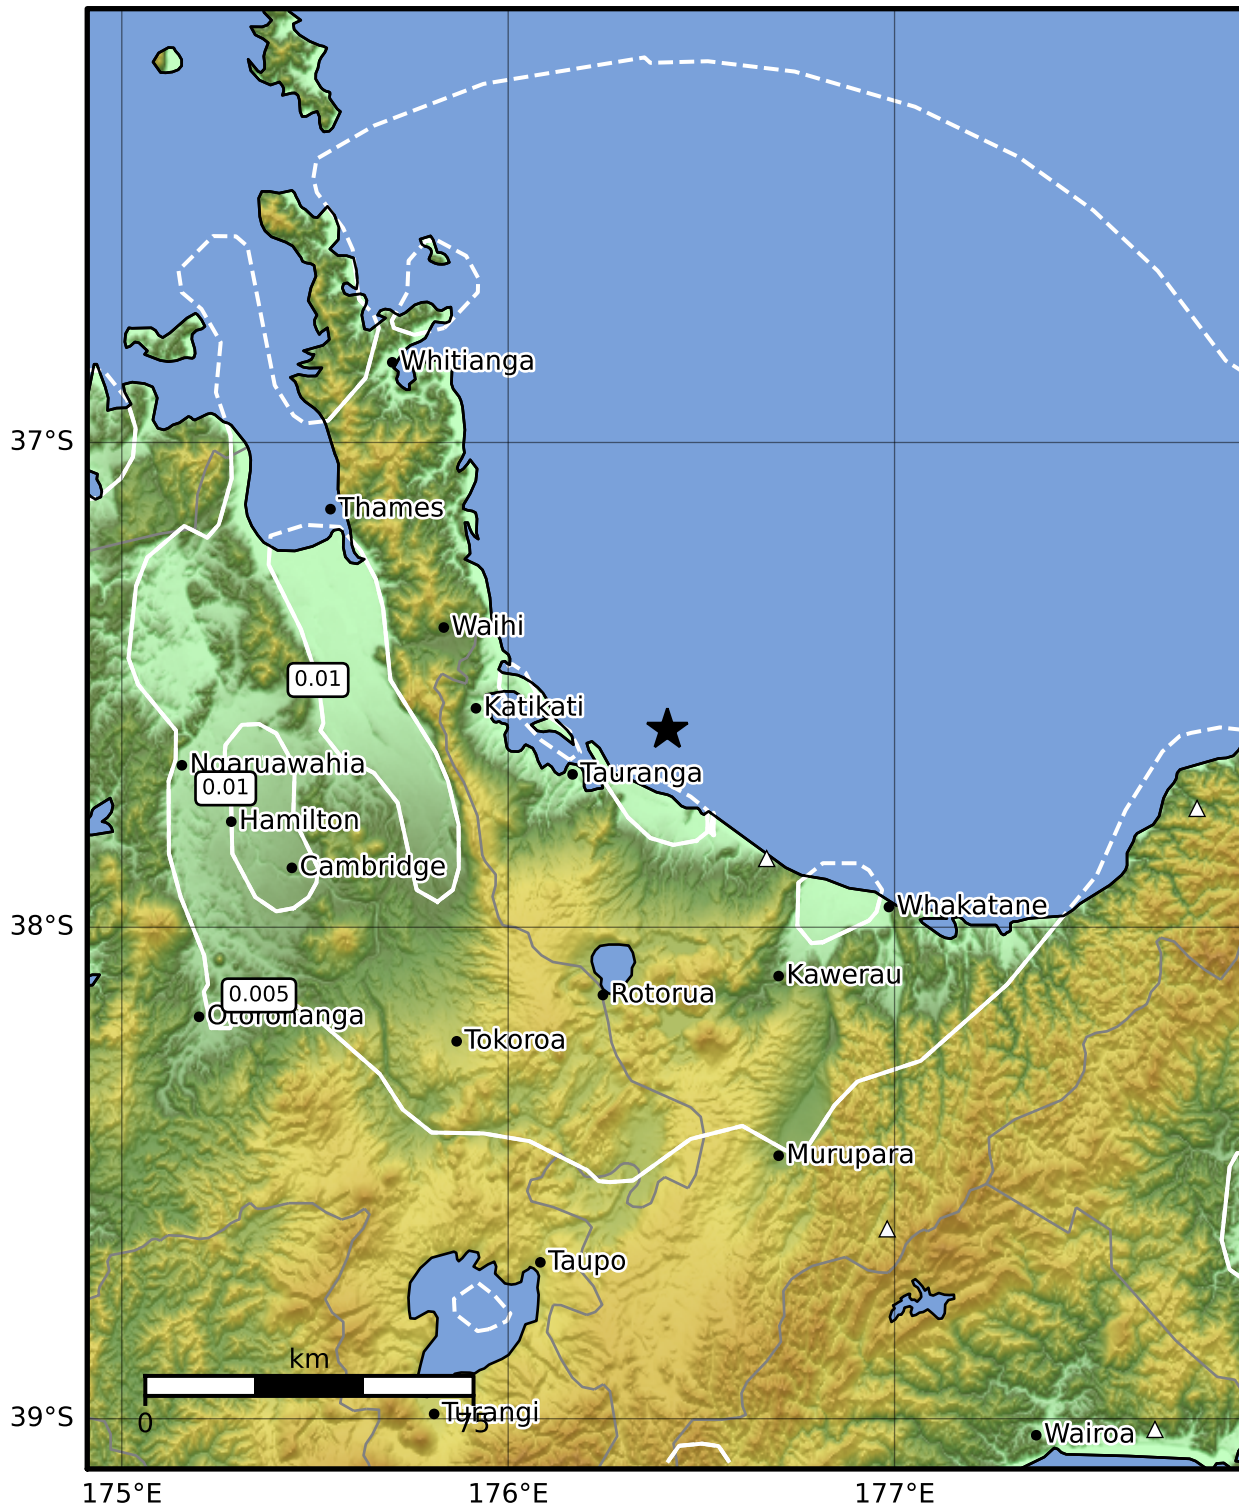 Whitianga
37°S
Thames
Waihi
0.01
Katikati
Ngaruawahia
Tauranga
0.01
Hamilton
Cambridge
Whakatane
38°S
Kawerau
Rotorua
0.005
Otorohanga
Tokoroa
Murupara
Taupo
km
0
75
Turangi
39°S
Wairoa
175°E
176°E
177°E